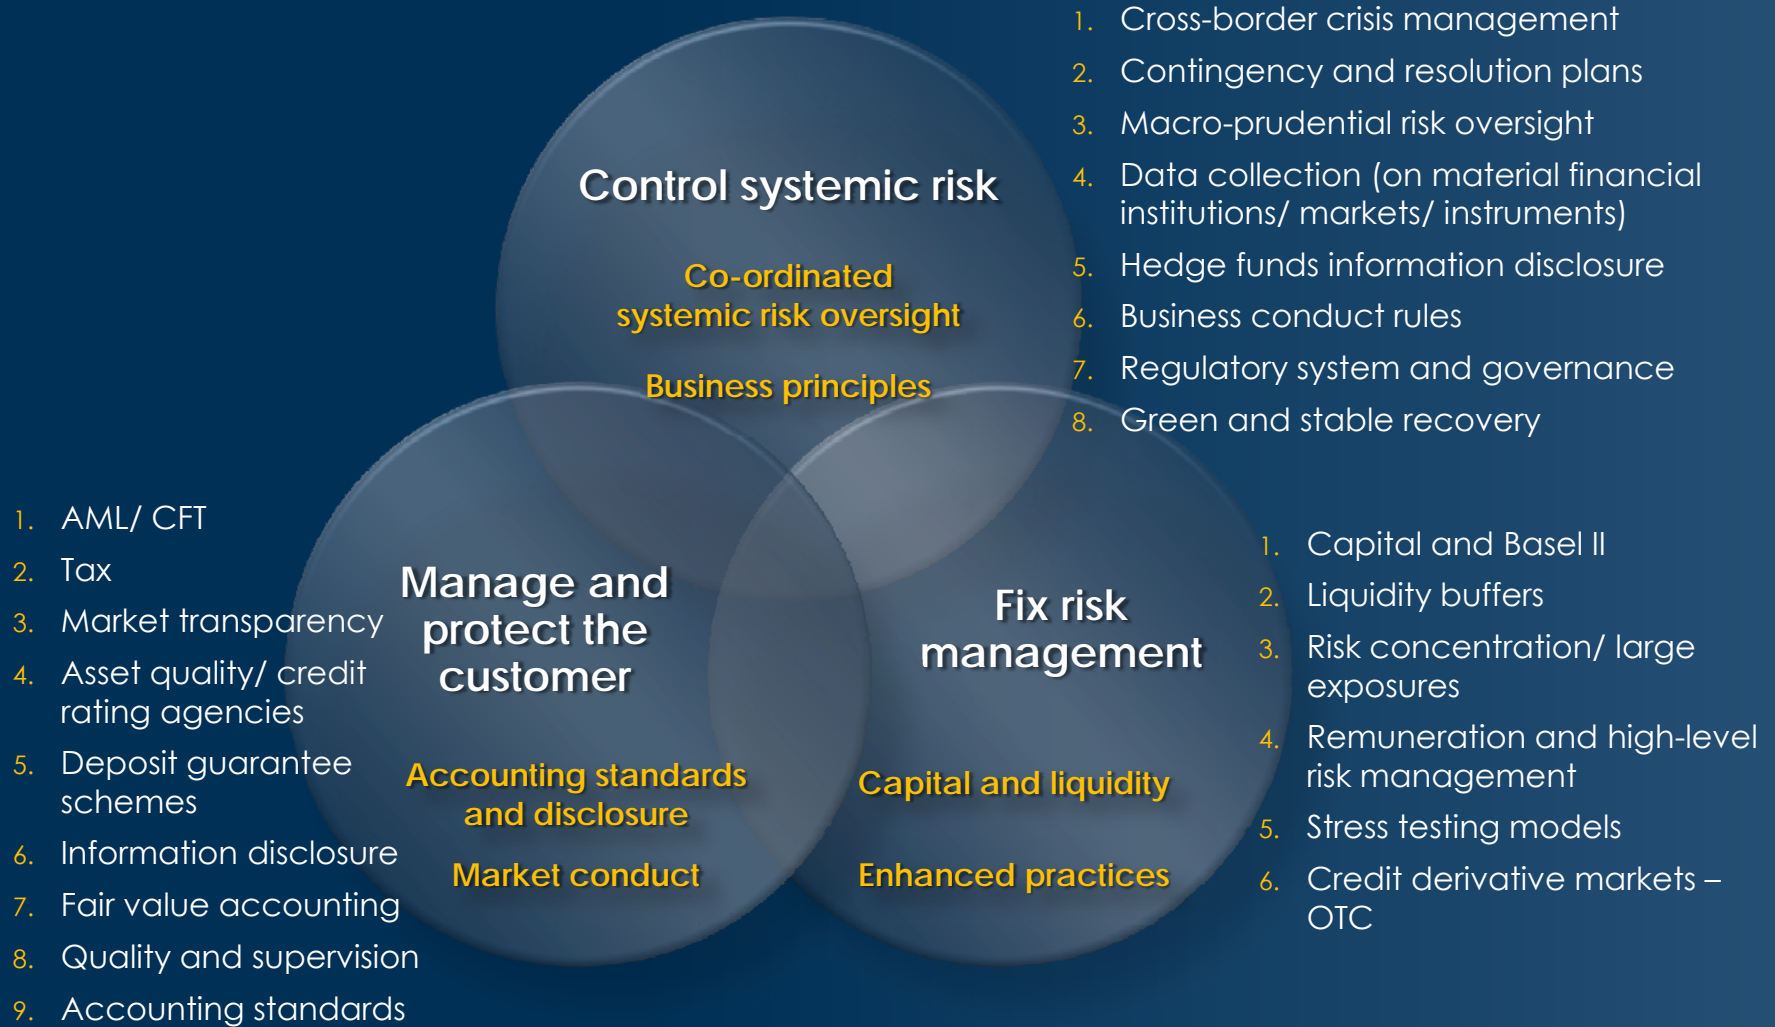 1. Cross-border crisis management
2. Contingency and resolution plans
3. Macro-prudential risk oversight
4. Data collection (on material financial
institutions/ markets/ instruments)
5. Hedge funds information disclosure
6. Business conduct rules
7. Regulatory system and governance
8. Green and stable recovery
Control systemic risk
Co-ordinated
systemic risk oversight
Business principles
1. AML/ CFT
2. Tax
3. Market transparency
4. Asset quality/ credit
rating agencies
5. Deposit guarantee
schemes
6. Information disclosure
7. Fair value accounting
8. Quality and supervision
9. Accounting standards
Manage and
protect the
customer
Accounting standards
and disclosure
Market conduct
Fix risk
management
Capital and liquidity
Enhanced practices
1. Capital and Basel II
2. Liquidity buffers
3. Risk concentration/ large
exposures
4. Remuneration and high-level
risk management
5. Stress testing models
6. Credit derivative markets –
OTC